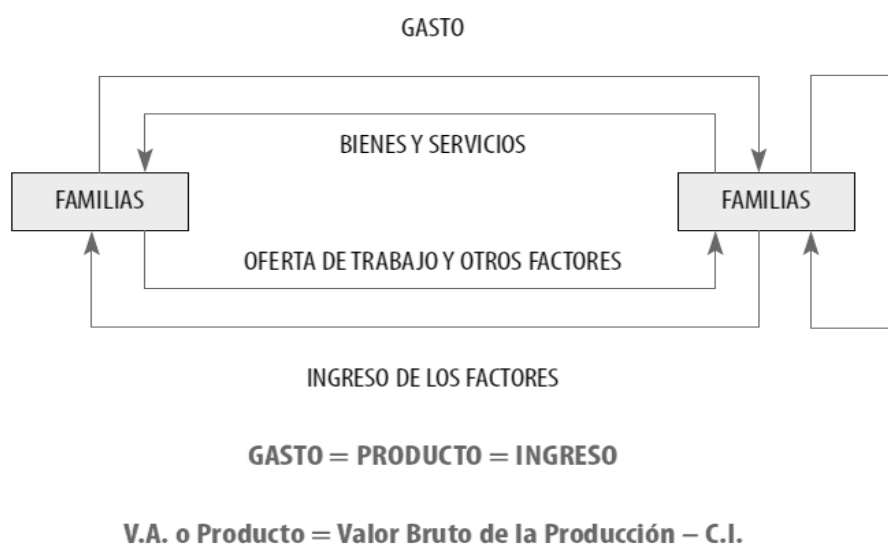 GASTO
BIENES Y SERVICIOS
FAMILIAS
FAMILIAS
OFERTA DE TRABAJO Y OTROS FACTORES
INGRESO DE LOS FACTORES
GASTO = PRODUCTO = INGRESO
V.A. o Producto = Valor Bruto de la Producción – C.I.